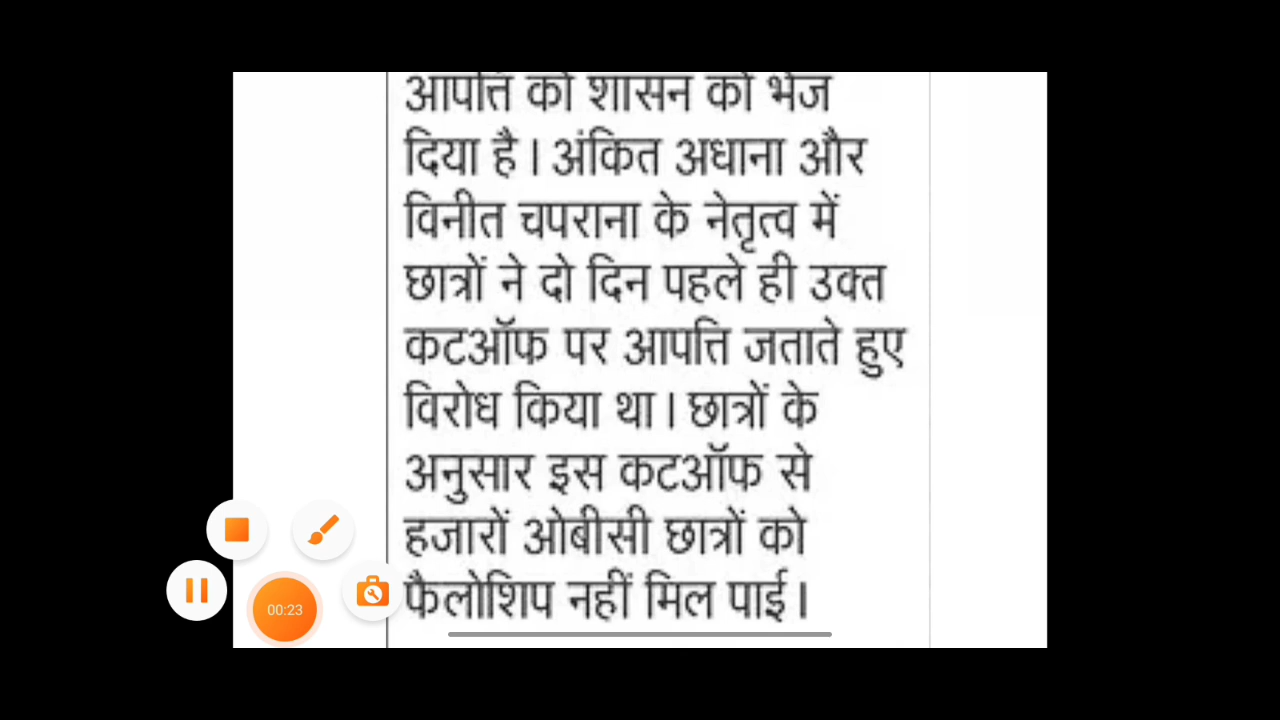 आपत्ति को शासन को भेज
दिया है। अंकित अधाना और
विनीत चपराना के नेतृत्व में
छात्रों ने दो दिन पहले ही उक्त
कटऑफ पर आपत्ति जताते हुए
विरोध किया था। छात्रों के
अनुसार इस कटऑफ से
हजारों ओबीसी छात्रों को
फैलोशिप नहीं मिल पाई।
00:23